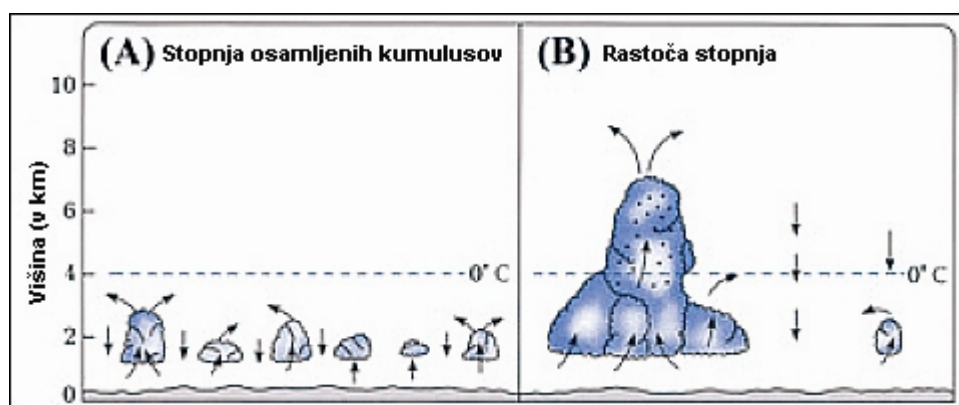 (A) Stopnja osamljenih kumulusov
(B) Rastoča stopnja
Višina (v km)
10
8
6
4
2
0
0° C
0° C